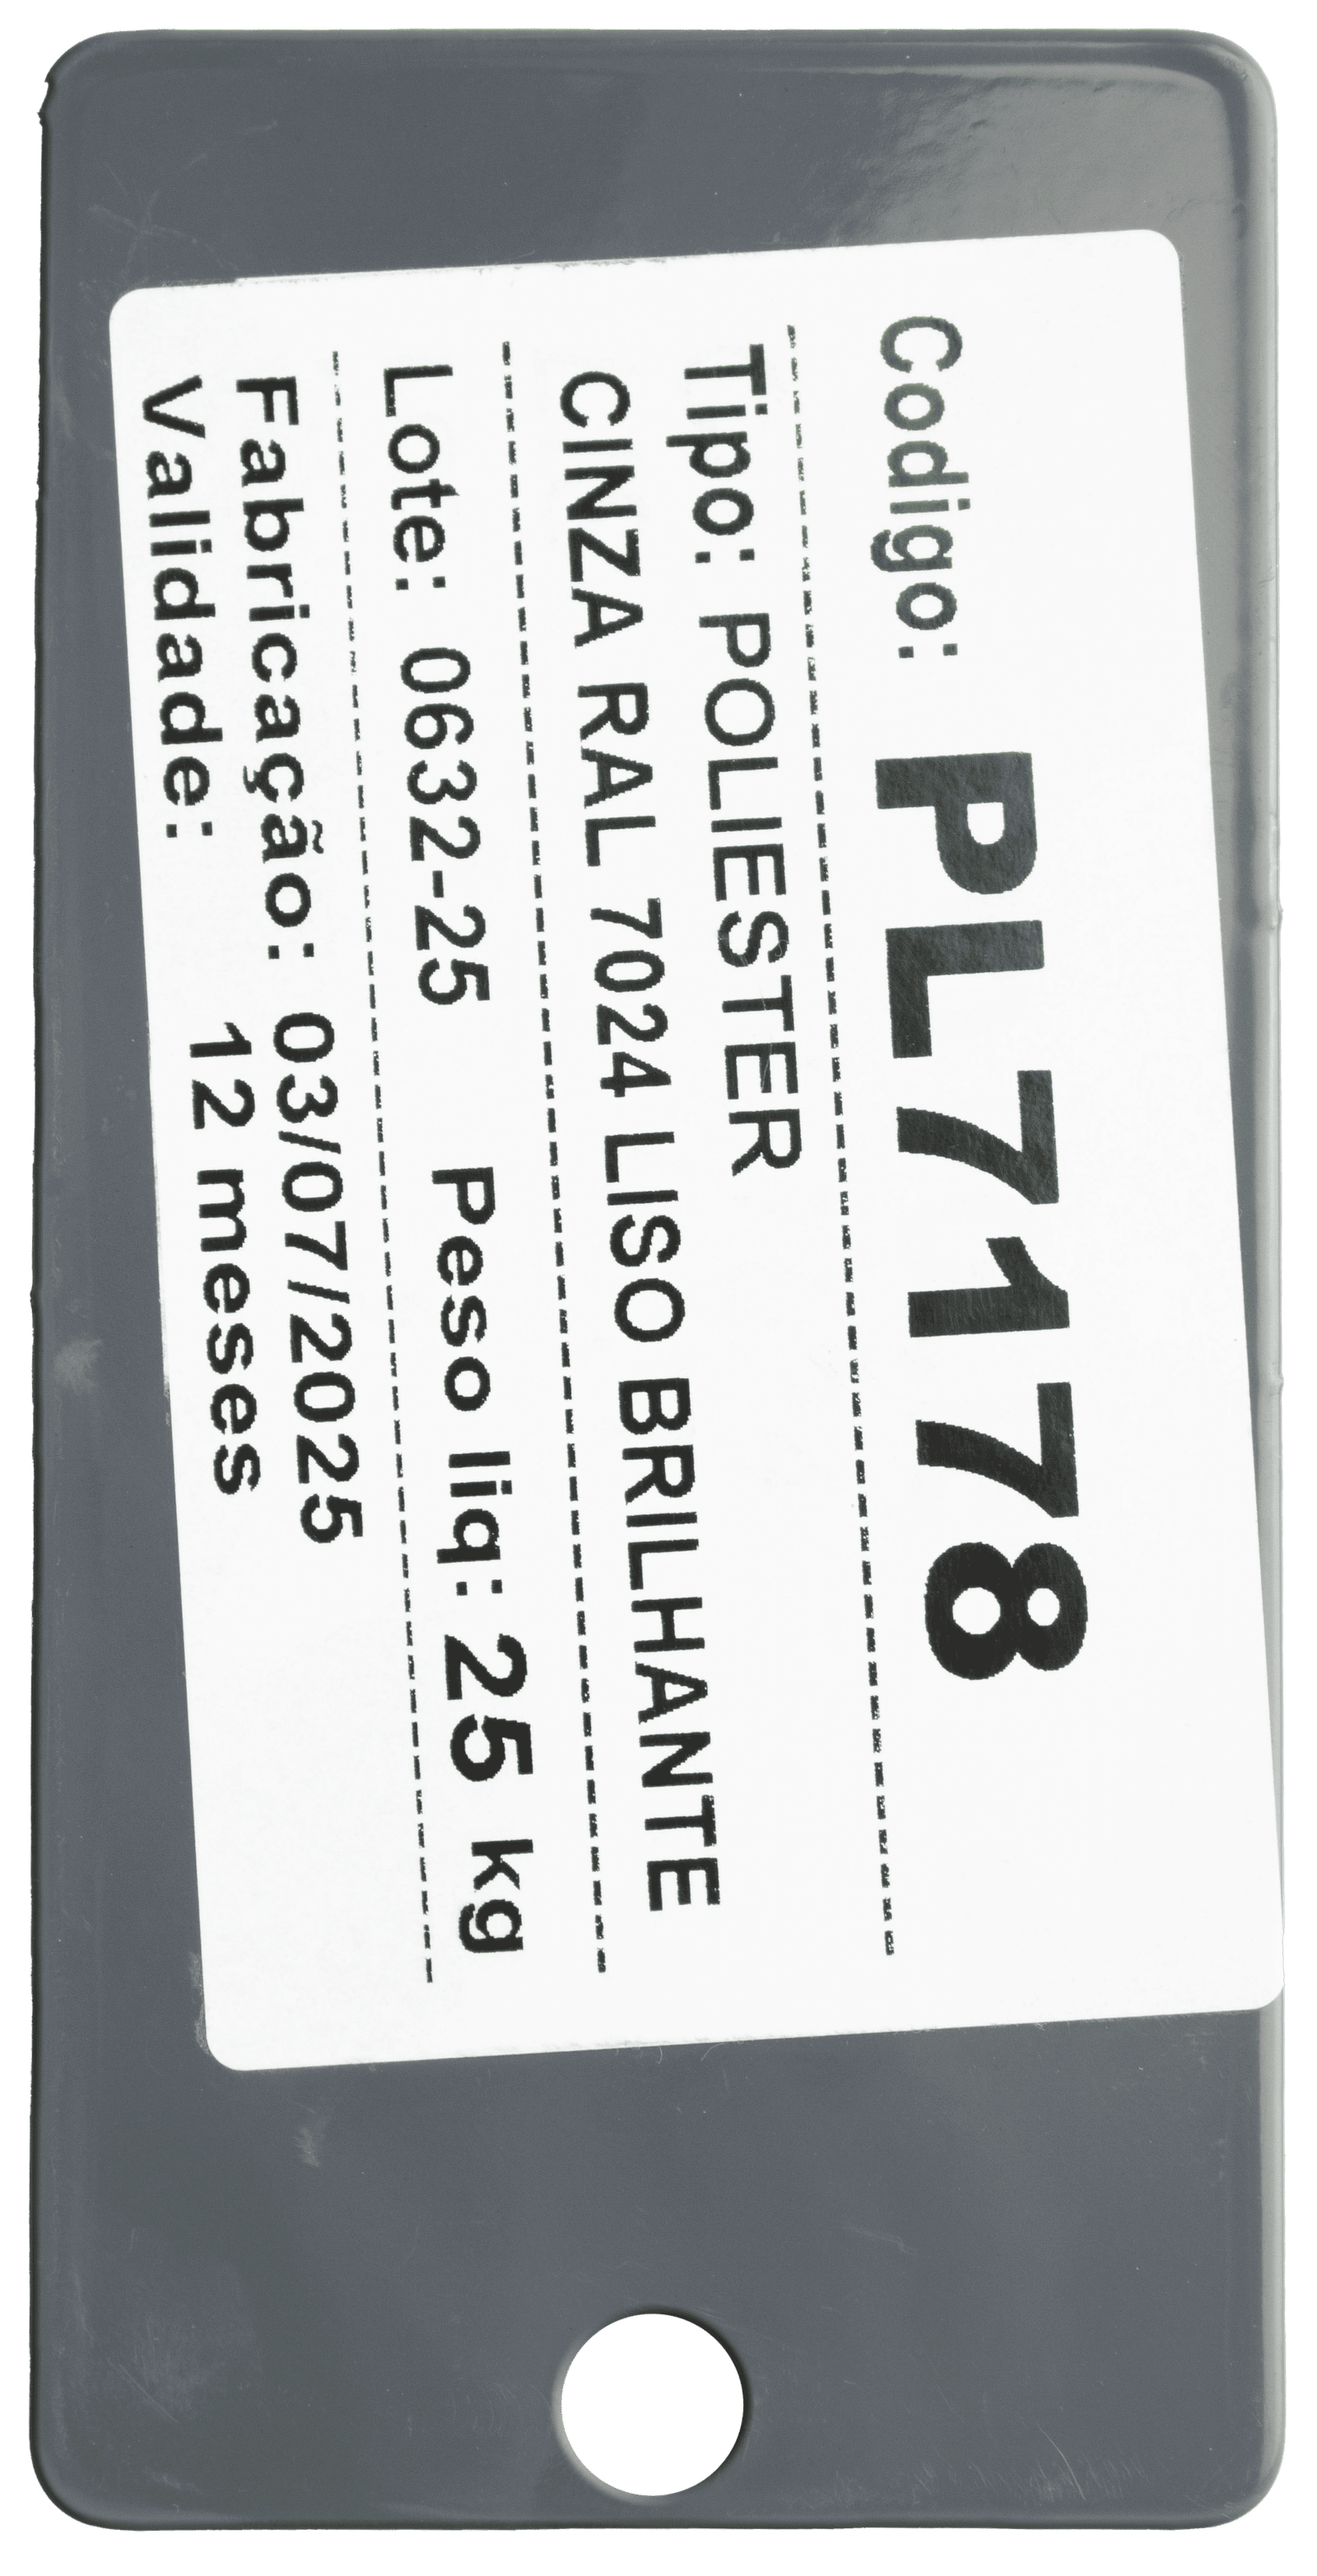 Codigo: PL7178
Tipo: POLIESTER
CINZA RAL 7024 LISO BRILHANTE
Lote: 0632-25 Peso liq: 25 kg
Fabricação: 03/07/2025
Validade: 12 meses